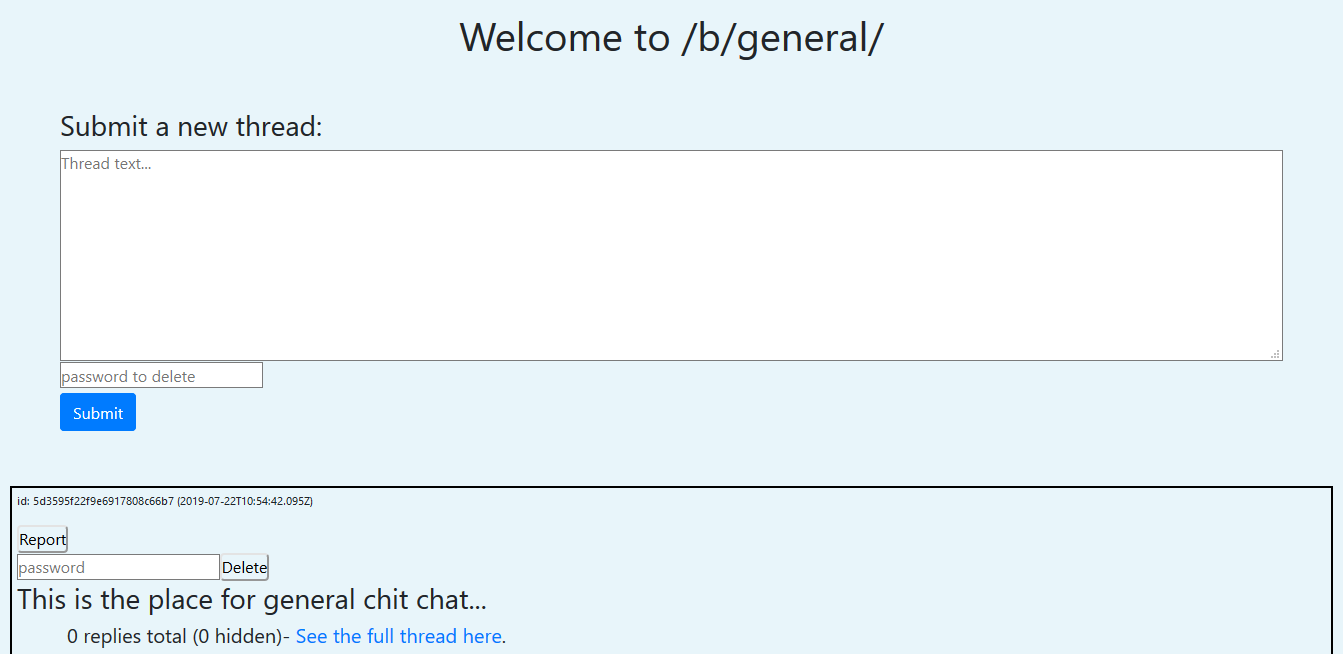 Welcome to /b/general/
Submit a new thread:
Thread text...
password to delete
Submit
id: 5d3595f22f9e6917808c66b7 (2019-07-22T10:54:42.095Z)
Report
password
Delete
This is the place for general chit chat...
0 replies total (0 hidden)- See the full thread here.